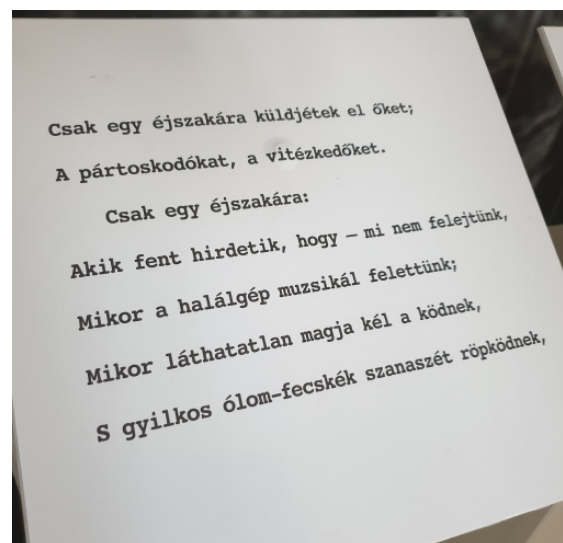 Csak egy éjszakára küldjétek el őket;
A pártoskodókat, a vitézkedőket.
Csak egy éjszakára:
Akik fent hirdetik, hogy – mi nem felejtünk,
Mikor a halálgép muzsikál felettünk;
Mikor láthatatlan magja kél a ködnek,
S gyilkos ólom-fecskék szanaszét röpködnek,